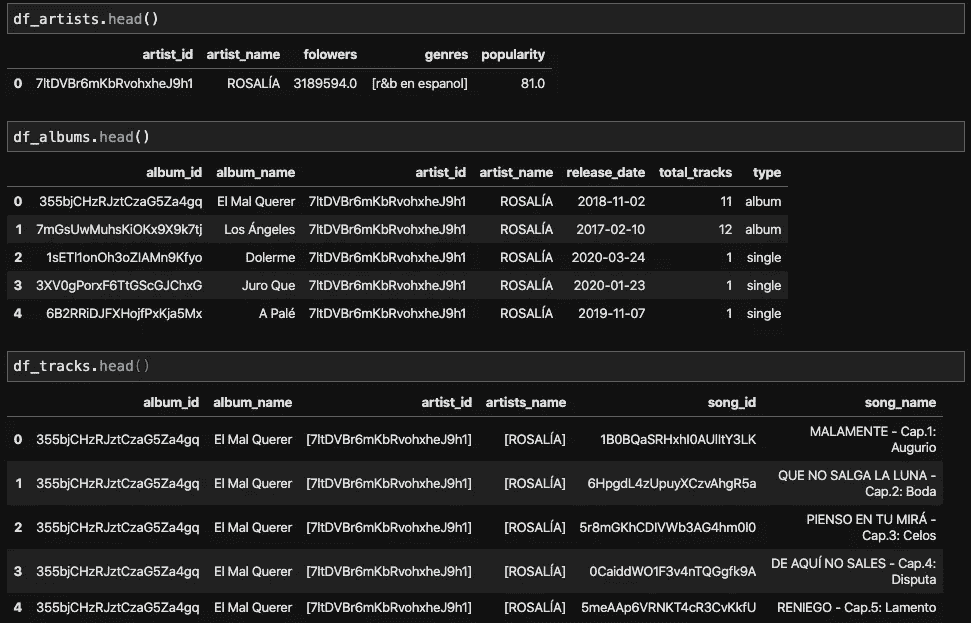 df_artists.head()
artist_id artist_name folowers genres popularity
0 7ltDVBr6mKbRvohxheJ9h1 ROSALÍA 3189594.0 [r&b en espanol] 81.0
df_albums.head()
album_id album_name artist_id artist_name release_date total_tracks type
0 355bjCHzRJztCzaG5Za4gq El Mal Querer 7ltDVBr6mKbRvohxheJ9h1 ROSALÍA 2018-11-02 11 album
1 7mGsUwMuhsKiOKx9X9k7tj Los Ángeles 7ltDVBr6mKbRvohxheJ9h1 ROSALÍA 2017-02-10 12 album
2 1sETl1onOh3oZIAMn9Kfyo Dolerme 7ltDVBr6mKbRvohxheJ9h1 ROSALÍA 2020-03-24 1 single
3 3XV0gPorxF6TtGScGJChxG Juro Que 7ltDVBr6mKbRvohxheJ9h1 ROSALÍA 2020-01-23 1 single
4 6B2RRiDJFXHojfPxKja5Mx A Palé 7ltDVBr6mKbRvohxheJ9h1 ROSALÍA 2019-11-07 1 single
df_tracks.head()
album_id album_name artist_id artists_name song_id song_name
0 355bjCHzRJztCzaG5Za4gq El Mal Querer [7ltDVBr6mKbRvohxheJ9h1] [ROSALÍA] 1B0BQaSRHxhI0AUlItY3LK MALAMENTE - Cap.1:
Augurio
1 355bjCHzRJztCzaG5Za4gq El Mal Querer [7ltDVBr6mKbRvohxheJ9h1] [ROSALÍA] 6HpgdL4zUpuyXCzvAhgR5a QUE NO SALGA LA LUNA -
Cap.2: Boda
2 355bjCHzRJztCzaG5Za4gq El Mal Querer [7ltDVBr6mKbRvohxheJ9h1] [ROSALÍA] 5r8mGKhCDIVWb3AG4hm0I0 PIENSO EN TU MIRÁ -
Cap.3: Celos
3 355bjCHzRJztCzaG5Za4gq El Mal Querer [7ltDVBr6mKbRvohxheJ9h1] [ROSALÍA] 0CaiddWO1F3v4nTQGgfk9A DE AQUÍ NO SALES - Cap.4:
Disputa
4 355bjCHzRJztCzaG5Za4gq El Mal Querer [7ltDVBr6mKbRvohxheJ9h1] [ROSALÍA] 5meAAp6VRNKT4cR3CvKkfU RENIEGO - Cap.5: Lamento